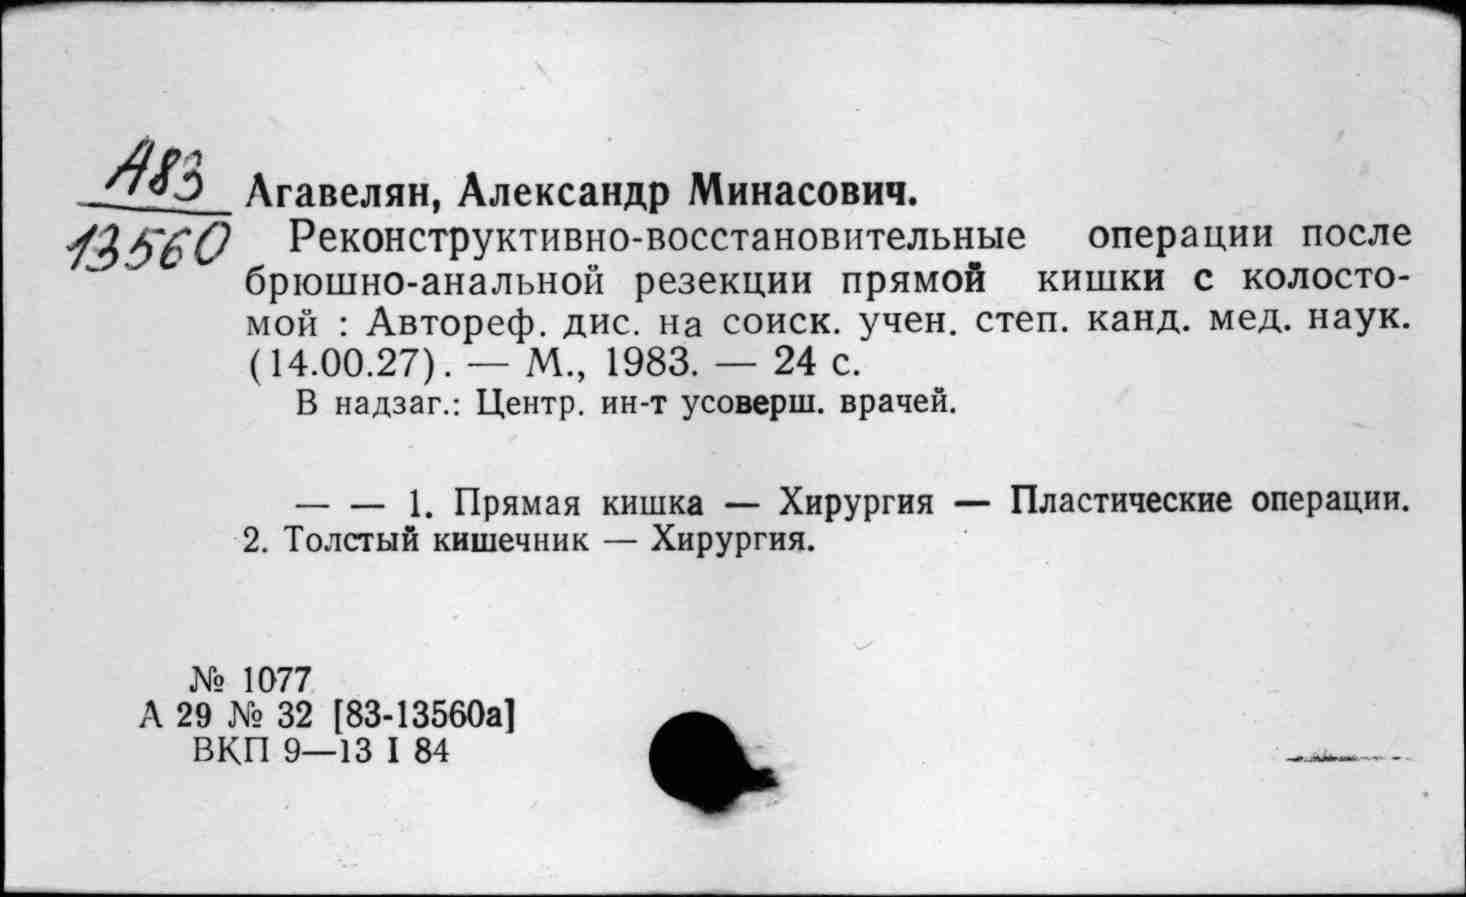 А83
13560
Агавелян, Александр Минасович.
Реконструктивно-восстановительные операции после
брюшно-анальной резекции прямой кишки с колосто-
мой : Автореф. дис. на соиск. учен. степ. канд. мед. наук.
(14.00.27). — М., 1983. — 24 с.
В надзаг.: Центр. ин-т усоверш. врачей.
— — 1. Прямая кишка — Хирургия — Пластические операции.
2. Толстый кишечник — Хирургия.
№ 1077
А 29 № 32 [83-13560а]
ВКП 9—13 I 84